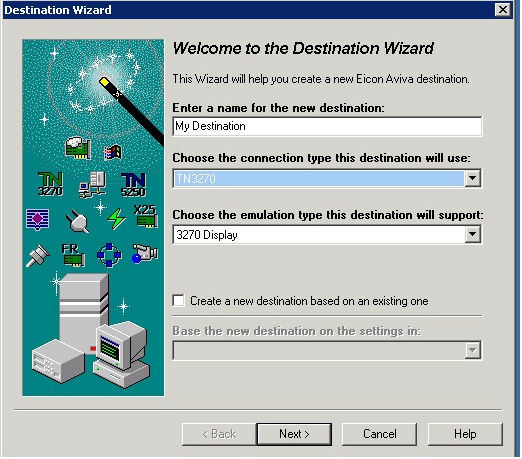 Destination Wizard
Welcome to the Destination Wizard
This Wizard will help you create a new Eicon Aviva destination.
Enter a name for the new destination:
My Destination
Choose the connection type this destination will use:
TN3270
Choose the emulation type this destination will support:
3270 Display
Create a new destination based on an existing one
Base the new destination on the settings in:
TN
3270
TN
5250
X25
FR
< Back
Next >
Cancel
Help